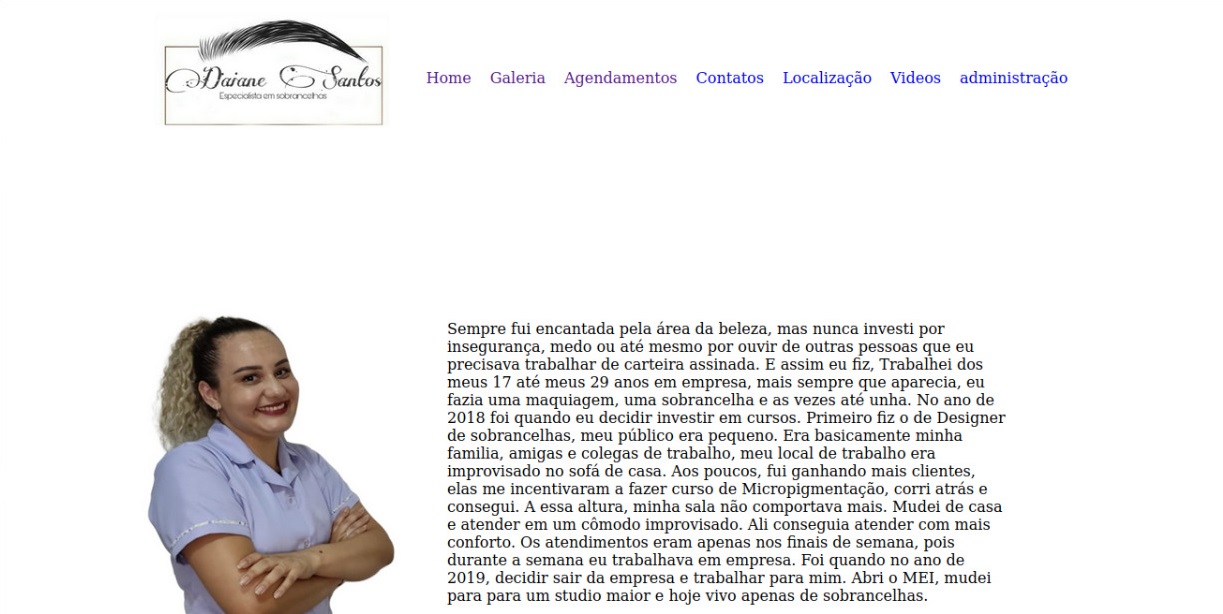 Daiane Santos
Especialista em sobrancelhas
Home Galeria Agendamentos Contatos Localização Videos administração
Sempre fui encantada pela área da beleza, mas nunca investi por
insegurança, medo ou até mesmo por ouvir de outras pessoas que eu
precisava trabalhar de carteira assinada. E assim eu fiz, Trabalhei dos
meus 17 até meus 29 anos em empresa, mais sempre que aparecia, eu
fazia uma maquiagem, uma sobrancelha e as vezes até unha. No ano de
2018 foi quando eu decidir investir em cursos. Primeiro fiz o de Designer
de sobrancelhas, meu público era pequeno. Era basicamente minha
familia, amigas e colegas de trabalho, meu local de trabalho era
improvisado no sofá de casa. Aos poucos, fui ganhando mais clientes,
elas me incentivaram a fazer curso de Micropigmentação, corri atrás e
consegui. A essa altura, minha sala não comportava mais. Mudei de casa
e atender em um cômodo improvisado. Ali conseguia atender com mais
conforto. Os atendimentos eram apenas nos finais de semana, pois
durante a semana eu trabalhava em empresa. Foi quando no ano de
2019, decidir sair da empresa e trabalhar para mim. Abri o MEI, mudei
para para um studio maior e hoje vivo apenas de sobrancelhas.